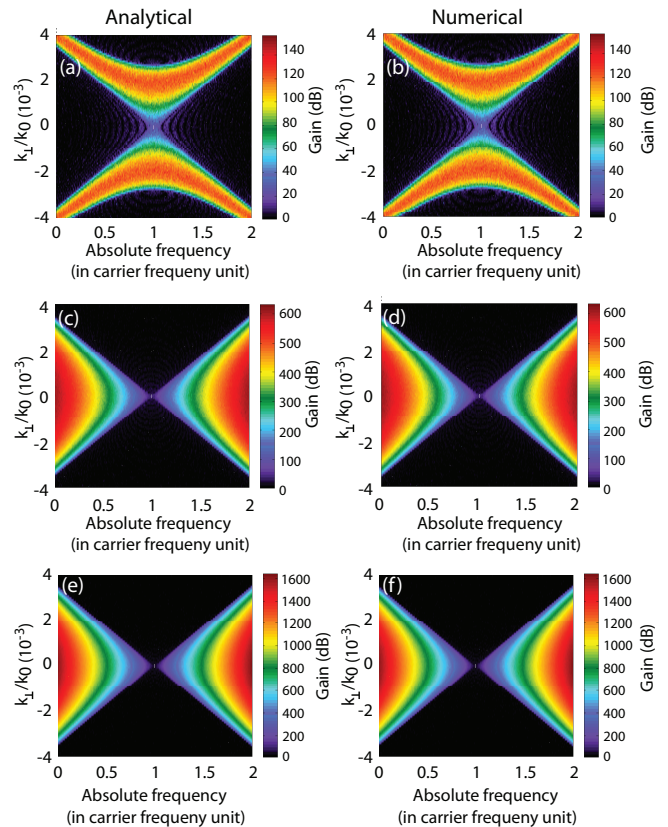 Analytical Numerical
(a)
k⊥/k0 (10⁻³)
4
2
0
-2
-4
0 0.5 1 1.5 2
Absolute frequency
(in carrier frequeny unit)
140
120
100
80
60
40
20
0
Gain (dB)
(b)
k⊥/k0 (10⁻³)
4
2
0
-2
-4
0 0.5 1 1.5 2
Absolute frequency
(in carrier frequeny unit)
140
120
100
80
60
40
20
0
Gain (dB)
(c)
k⊥/k0 (10⁻³)
4
2
0
-2
-4
0 0.5 1 1.5 2
Absolute frequency
(in carrier frequeny unit)
600
500
400
300
200
100
0
Gain (dB)
(d)
k⊥/k0 (10⁻³)
4
2
0
-2
-4
0 0.5 1 1.5 2
Absolute frequency
(in carrier frequeny unit)
600
500
400
300
200
100
0
Gain (dB)
(e)
k⊥/k0 (10⁻³)
4
2
0
-2
-4
0 0.5 1 1.5 2
Absolute frequency
(in carrier frequeny unit)
1600
1400
1200
1000
800
600
400
200
0
Gain (dB)
(f)
k⊥/k0 (10⁻³)
4
2
0
-2
-4
0 0.5 1 1.5 2
Absolute frequency
(in carrier frequeny unit)
1600
1400
1200
1000
800
600
400
200
0
Gain (dB)